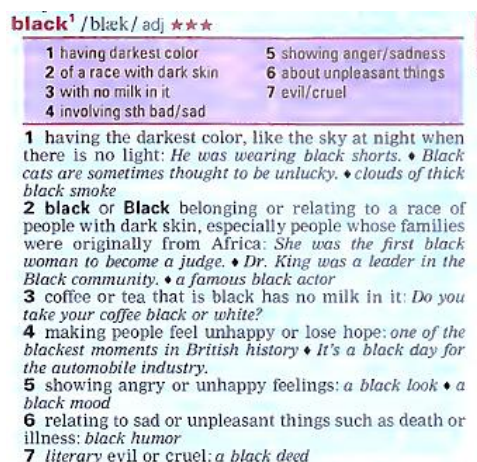 black¹ /blæk/ adj ★★★
1 having darkest color
2 of a race with dark skin
3 with no milk in it
4 involving sth bad/sad
5 showing anger/sadness
6 about unpleasant things
7 evil/cruel
1 having the darkest color, like the sky at night when
there is no light: He was wearing black shorts. ♦ Black
cats are sometimes thought to be unlucky. ♦ clouds of thick
black smoke
2 black or Black belonging or relating to a race of
people with dark skin, especially people whose families
were originally from Africa: She was the first black
woman to become a judge. ♦ Dr. King was a leader in the
Black community. ♦ a famous black actor
3 coffee or tea that is black has no milk in it: Do you
take your coffee black or white?
4 making people feel unhappy or lose hope: one of the
blackest moments in British history ♦ It's a black day for
the automobile industry.
5 showing angry or unhappy feelings: a black look ♦ a
black mood
6 relating to sad or unpleasant things such as death or
illness: black humor
7 literary evil or cruel: a black deed